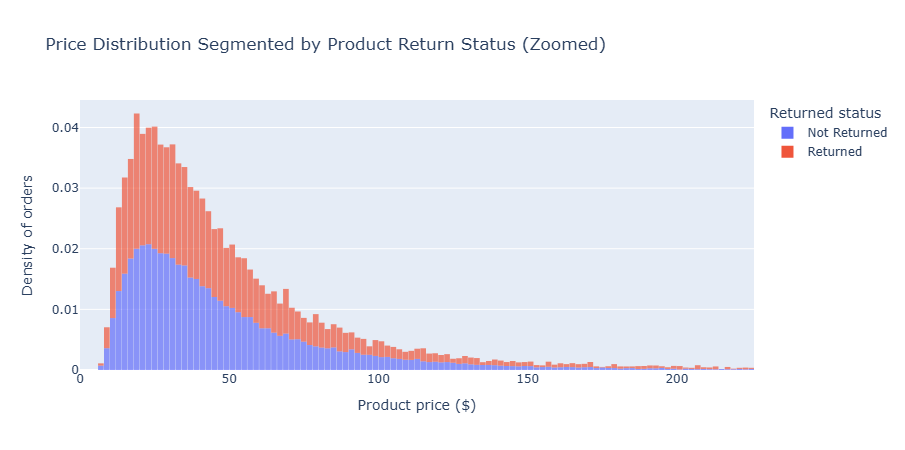 Price Distribution Segmented by Product Return Status (Zoomed)
Returned status
Not Returned
Returned
Density of orders
0.04
0.03
0.02
0.01
0
0
50
100
150
200
Product price ($)